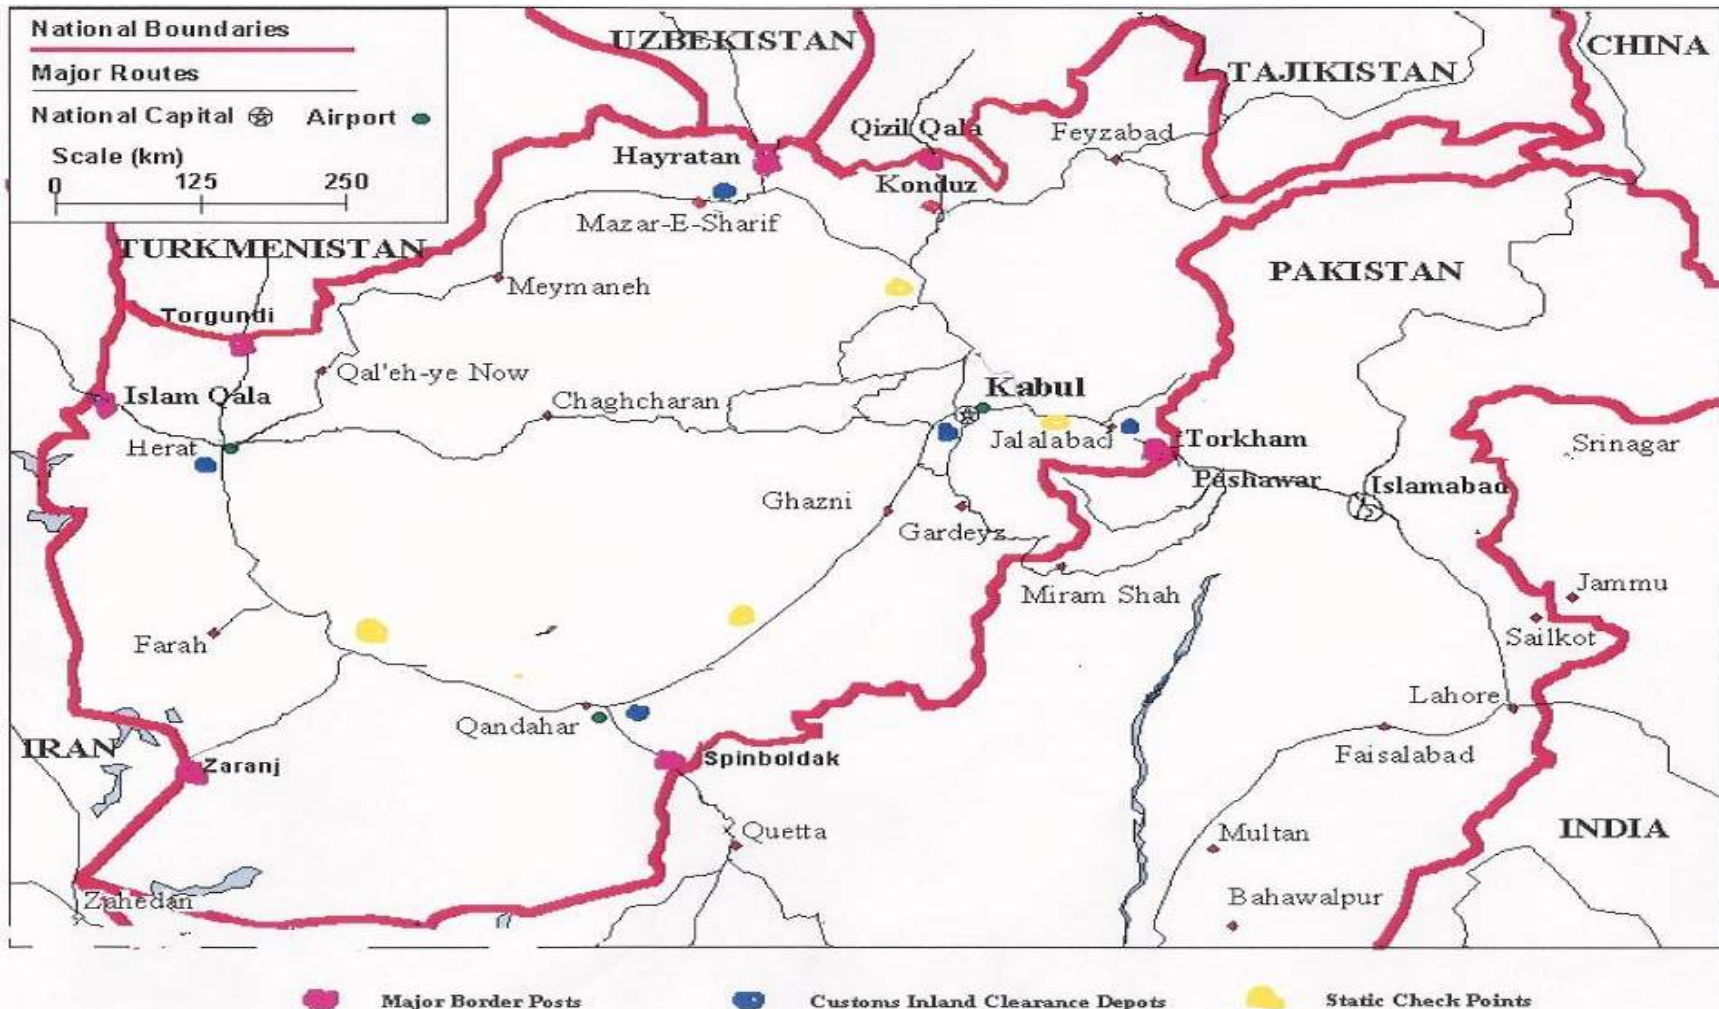 National Boundaries
Major Routes
National Capital Airport
Scale (km)
0 125 250
UZBEKISTAN
CHINA
TAJIKISTAN
Qizil Qala
Feyzabad
Hayratan
Konduz
Mazar-E-Sharif
TURKMENISTAN
PAKISTAN
Meymaneh
Torgundi
Qal'eh-ye Now
Islam Qala
Chaghcharan
Kabul
Herat
Jalalabad
Torkham
Srinagar
Peshawar
Islamabad
Ghazni
Gardeyz
Miram Shah
Jammu
Farah
Sailkot
Lahore
Qandahar
IRAN
Zaranj
Spinboldak
Faisalabad
Quetta
Multan
INDIA
Zahedan
Bahawalpur
Major Border Posts
Customs Inland Clearance Depots
Static Check Points